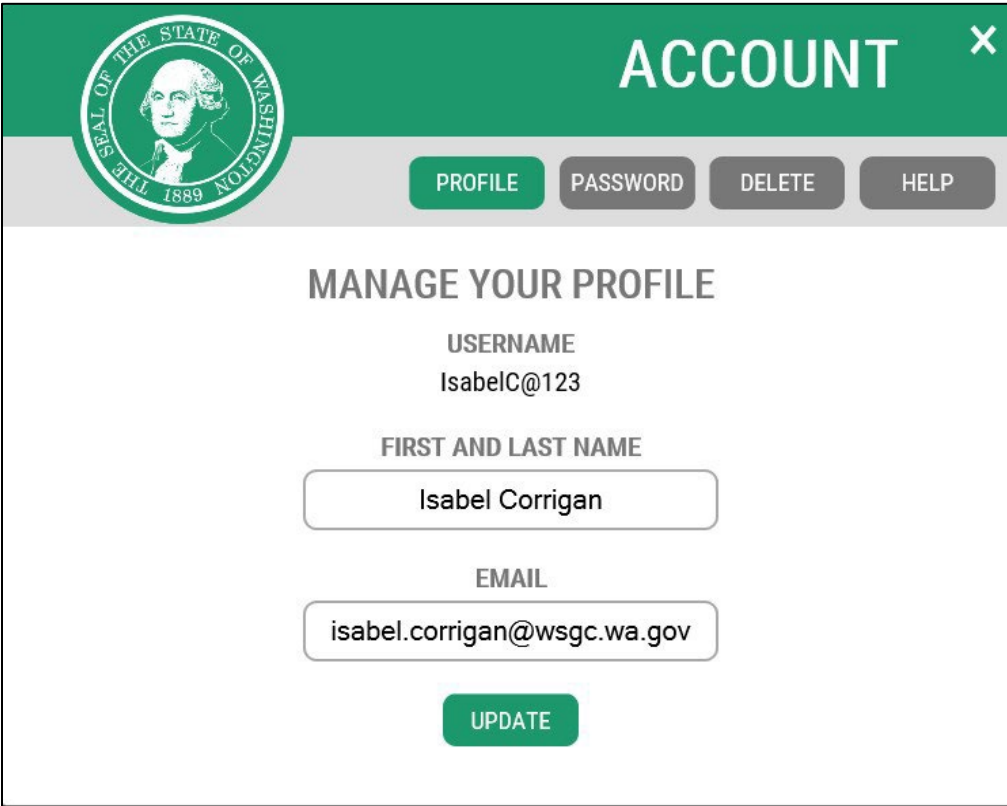 THE SEAL OF THE STATE OF WASHINGTON
1889
ACCOUNT ×
PROFILE PASSWORD DELETE HELP
MANAGE YOUR PROFILE
USERNAME
IsabelC@123
FIRST AND LAST NAME
Isabel Corrigan
EMAIL
isabel.corrigan@wsgc.wa.gov
UPDATE